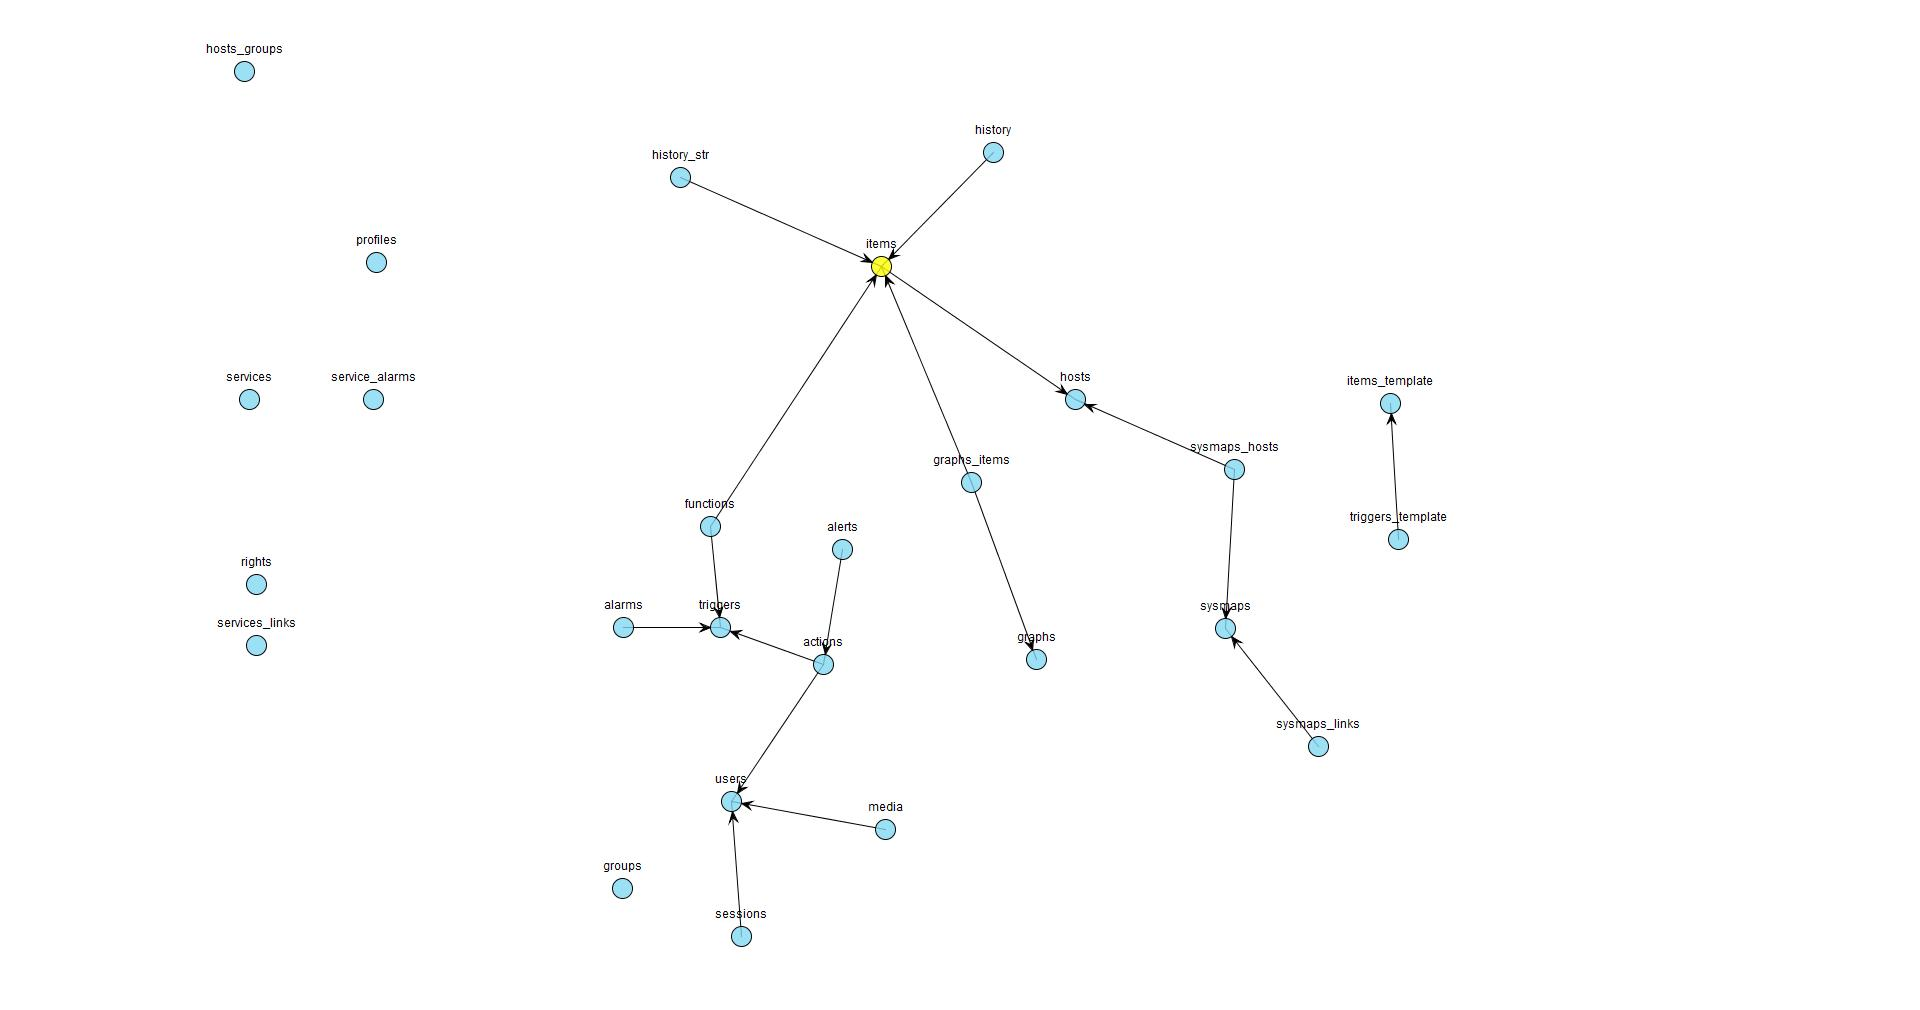 hosts_groups
history
history_str
profiles
items
services
service_alarms
hosts
items_template
sysmaps_hosts
graphs_items
functions
triggers_template
alerts
rights
alarms
triggers
sysmaps
services_links
graphs
actions
sysmaps_links
users
media
groups
sessions